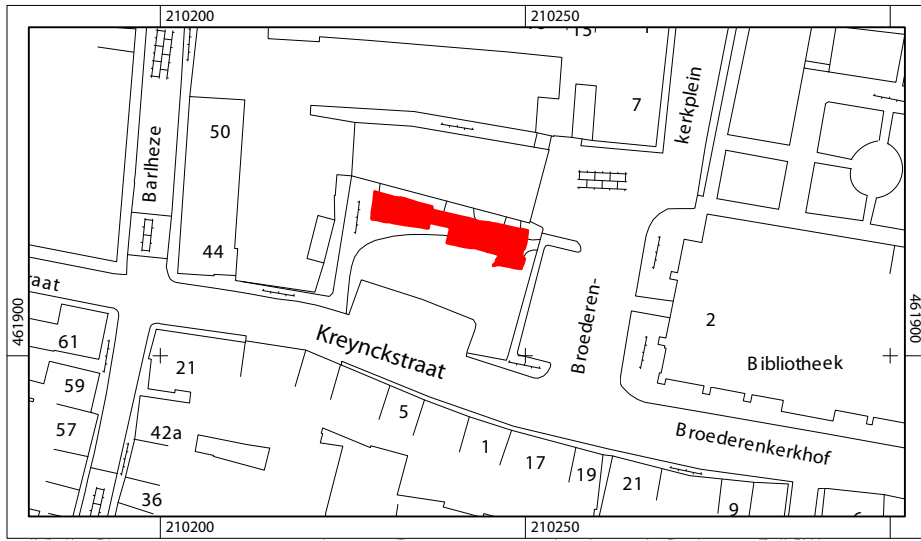 210200 210250
7
kerkplein
50
Barlheze
44
raat
461900
461900
Broederen-
2
61
Kreynckstraat
Bibliotheek
21
59
5
57
42a
1
17
Broederenkerkhof
19
21
36
9
210200 210250